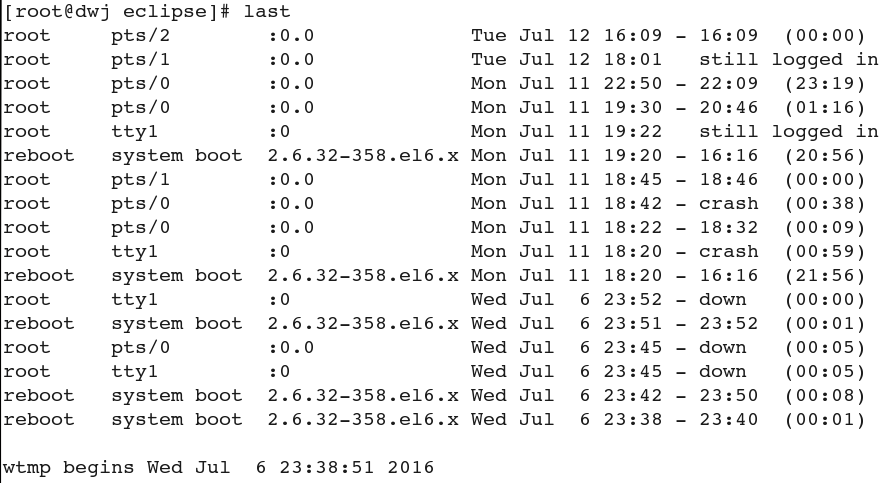 [root@dwj eclipse]# last
root     pts/2        :0.0             Tue Jul 12 16:09 - 16:09  (00:00)
root     pts/1        :0.0             Tue Jul 12 18:01   still logged in
root     pts/0        :0.0             Mon Jul 11 22:50 - 22:09  (23:19)
root     pts/0        :0.0             Mon Jul 11 19:30 - 20:46  (01:16)
root     tty1         :0               Mon Jul 11 19:22   still logged in
reboot   system boot  2.6.32-358.el6.x Mon Jul 11 19:20 - 16:16  (20:56)
root     pts/1        :0.0             Mon Jul 11 18:45 - 18:46  (00:00)
root     pts/0        :0.0             Mon Jul 11 18:42 - crash  (00:38)
root     pts/0        :0.0             Mon Jul 11 18:22 - 18:32  (00:09)
root     tty1         :0               Mon Jul 11 18:20 - crash  (00:59)
reboot   system boot  2.6.32-358.el6.x Mon Jul 11 18:20 - 16:16  (21:56)
root     tty1         :0               Wed Jul  6 23:52 - down   (00:00)
reboot   system boot  2.6.32-358.el6.x Wed Jul  6 23:51 - 23:52  (00:01)
root     pts/0        :0.0             Wed Jul  6 23:45 - down   (00:05)
root     tty1         :0               Wed Jul  6 23:45 - down   (00:05)
reboot   system boot  2.6.32-358.el6.x Wed Jul  6 23:42 - 23:50  (00:08)
reboot   system boot  2.6.32-358.el6.x Wed Jul  6 23:38 - 23:40  (00:01)

wtmp begins Wed Jul  6 23:38:51 2016